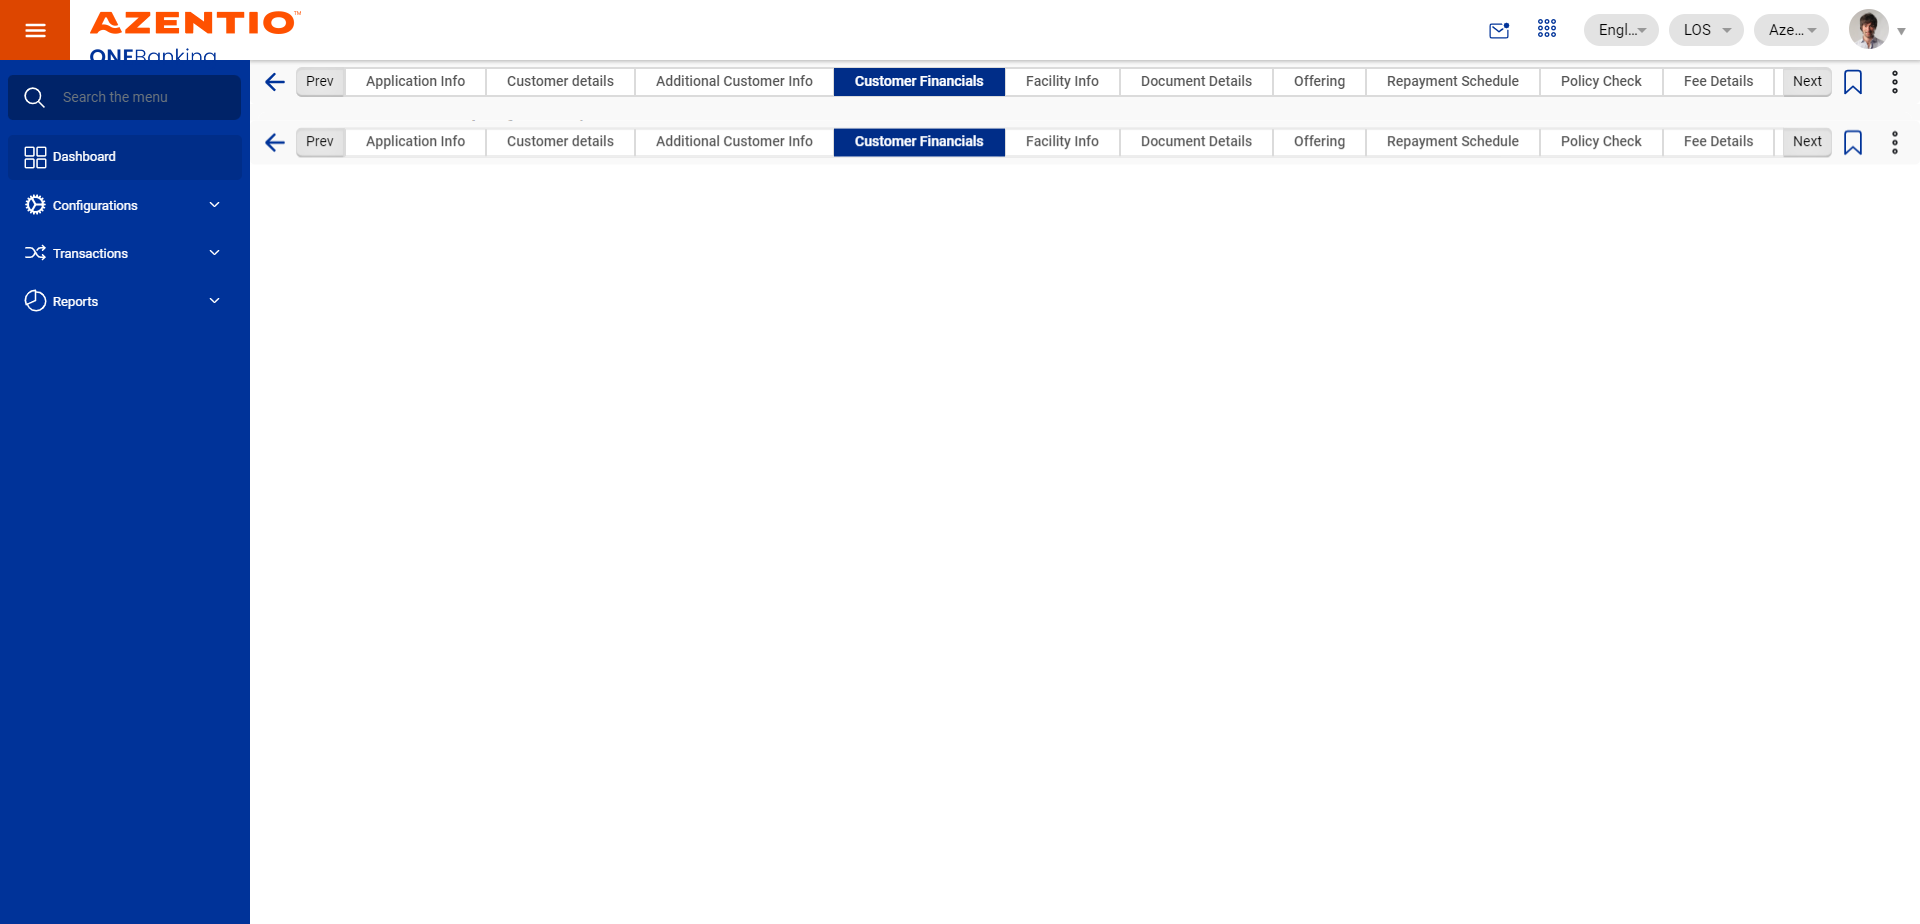 AZENTIO™
ONEBanking
Engl... LOS Aze...
Search the menu
Dashboard
Configurations
Transactions
Reports
Prev Application Info Customer details Additional Customer Info Customer Financials Facility Info Document Details Offering Repayment Schedule Policy Check Fee Details Next
Prev Application Info Customer details Additional Customer Info Customer Financials Facility Info Document Details Offering Repayment Schedule Policy Check Fee Details Next